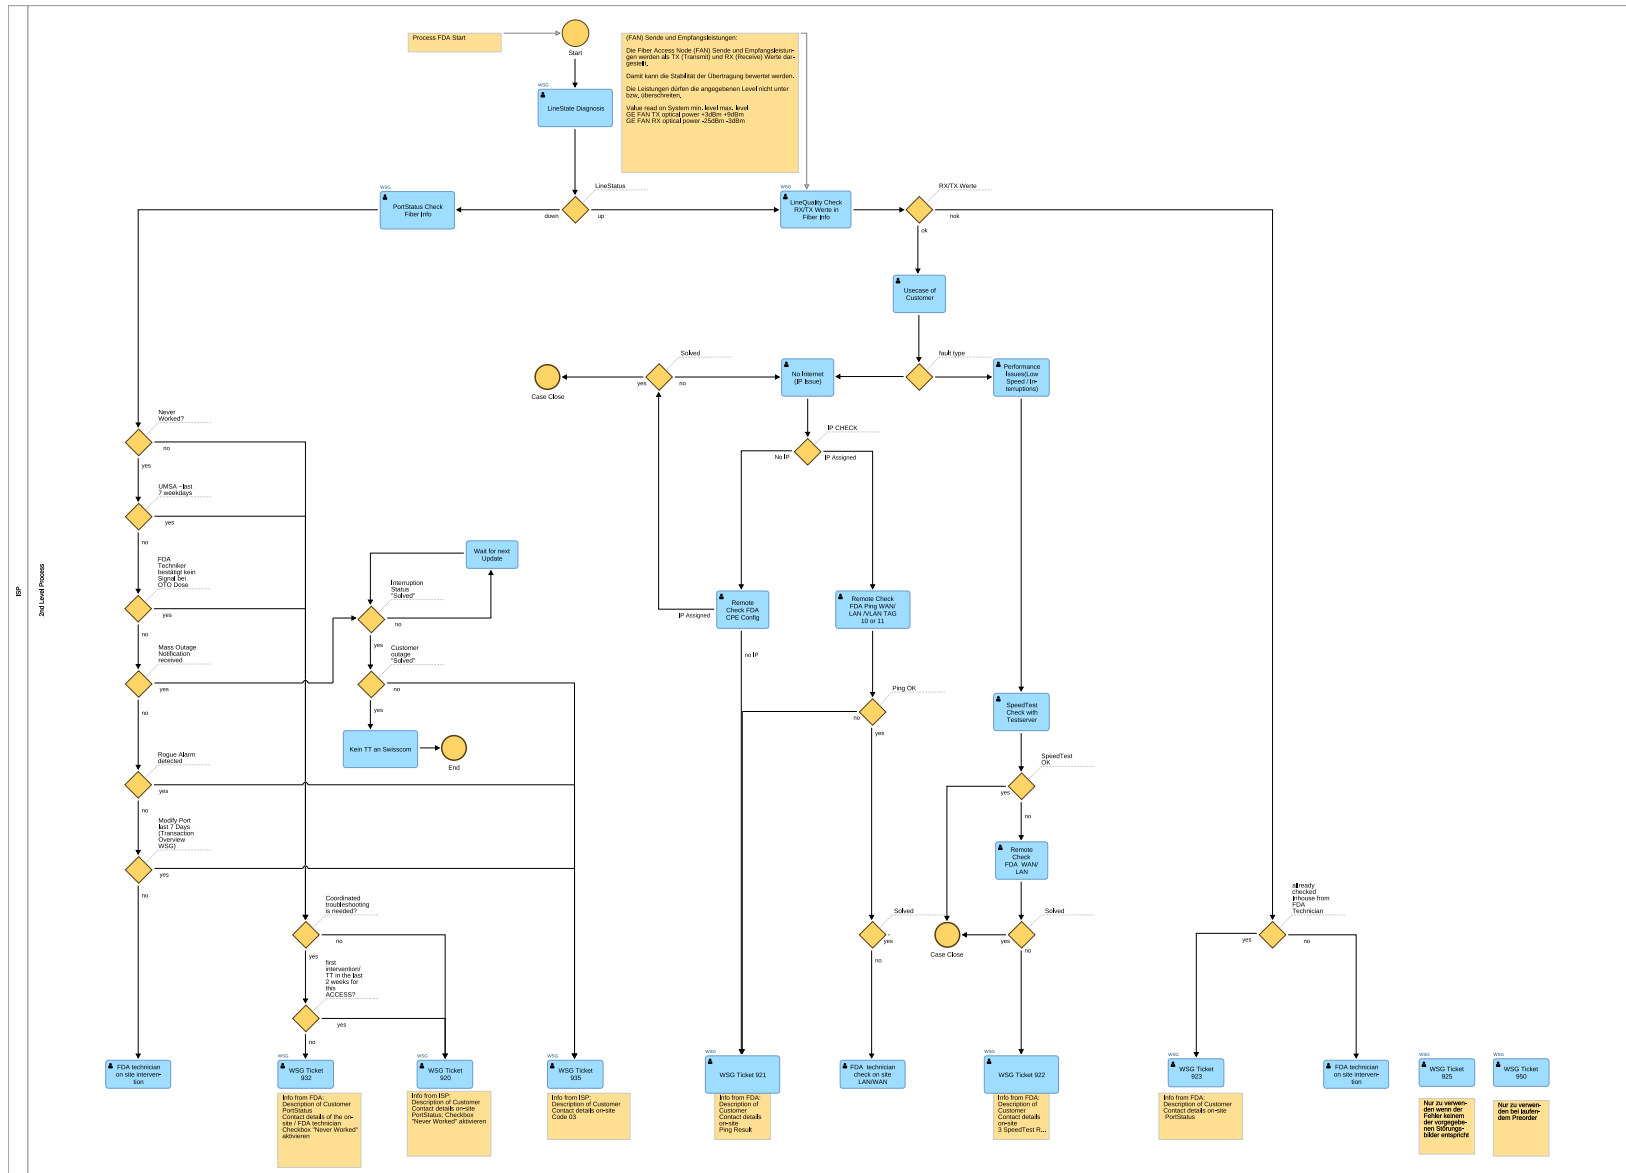 Process FDA Start
Start
(FAN) Sende und Empfangsleistungen:
Die Fiber Access Node (FAN) Sende und Empfangsleistun-
gen werden als TX (Transmit) und RX (Receive) Werte dar-
gestellt.
Damit kann die Stabilität der Übertragung bewertet werden.
Die Leistungen dürfen die angegebenen Level nicht unter
bzw. überschreiten.
Value read on System min. level max. level
GE FAN TX optical power +3dBm +9dBm
GE FAN RX optical power -25dBm -3dBm
WSG
LineState Diagnosis
LineStatus
down
up
WSG
PortStatus Check
Fiber Info
WSG
LineQuality Check
RX/TX Werte in
Fiber Info
RX/TX Werte
nok
ok
Usecase of
Customer
fault type
Performance
Issues(Low
Speed / In-
terruptions)
No Internet
(IP Issue)
Solved
yes
no
Case Close
IP CHECK
No IP
IP Assigned
Never
Worked?
no
yes
UMSA ~last
7 weekdays
yes
no
FDA
Techniker
bestätigt kein
Signal bei
OTO Dose
yes
no
Mass Outage
Notification
received
yes
no
Rogue Alarm
detected
yes
no
Modify Port
last 7 Days
(Transaction
Overview
WSG)
yes
no
Wait for next
Update
Interruption
Status
"Solved"
no
yes
Customer
outage
"Solved"
no
yes
Kein TT an Swisscom
End
Remote
Check FDA
CPE Config
IP Assigned
no IP
Remote Check
FDA Ping WAN/
LAN /VLAN TAG
10 or 11
Ping OK
no
yes
SpeedTest
Check with
Testserver
SpeedTest
OK
yes
no
Remote
Check
FDA WAN/
LAN
Solved
yes
no
Solved
-
yes
no
Case Close
already
checked
Inhouse from
FDA
Technician
yes
no
Coordinated
troubleshooting
is needed?
no
yes
first
intervention/
TT in the last
2 weeks for
this
ACCESS?
yes
no
ISP
2nd Level Process
FDA technician
on site interven-
tion
WSG
WSG Ticket
932
Info from FDA:
Description of Customer
PortStatus
Contact details of the on-
site / FDA technician
Checkbox "Never Worked"
aktivieren
WSG
WSG Ticket
920
Info from ISP:
Description of Customer
Contact details on-site
PortStatus; Checkbox
"Never Worked" aktivieren
WSG
WSG Ticket
935
Info from ISP:
Description of Customer
Contact details on-site
Code 03
WSG
WSG Ticket 921
Info from FDA:
Description of
Customer
Contact details
on-site
Ping Result
FDA technician
check on site
LAN/WAN
WSG
WSG Ticket 922
Info from FDA:
Description of
Customer
Contact details
on-site
3 SpeedTest R...
WSG
WSG Ticket
923
Info from FDA:
Description of Customer
Contact details on-site
PortStatus
FDA technician
on site interven-
tion
WSG
WSG Ticket
925
Nur zu verwen-
den wenn der
Fehler keinem
der vorgegebe-
nen Störungs-
bilder entspricht
WSG
WSG Ticket
950
Nur zu verwen-
den bei laufen-
dem Preorder